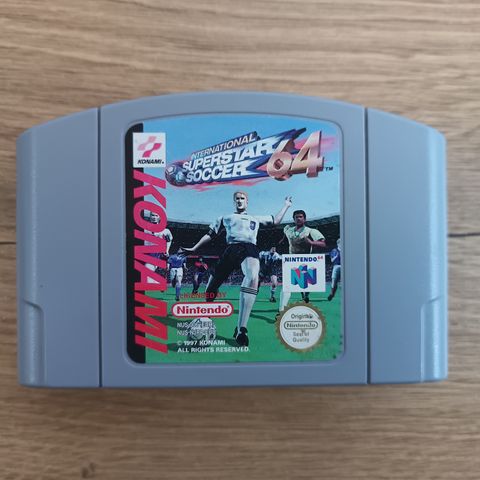 KONAMI
INTERNATIONAL
SUPERSTAR
SOCCER 64 ™
KONAMI
NINTENDO 64
N
LICENSED BY
Nintendo
Original
Nintendo
Seal of
Quality
© 1997 KONAMI
ALL RIGHTS RESERVED.